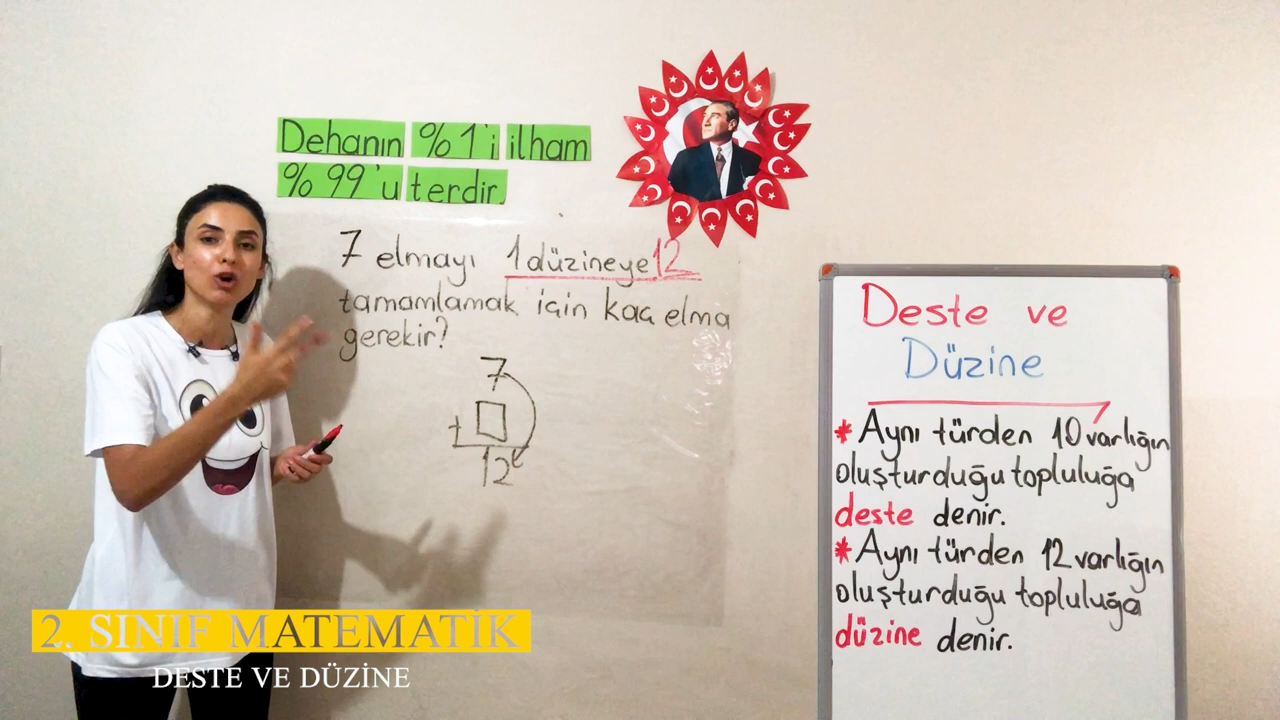 Dehanın %1'i ilham
%99'u terdir.
7 elmayı 1 düzineye 12
tamamlamak için kaç elma
gerekir?
7
+ □
12
Deste ve
Düzine
* Aynı türden 10 varlığın
oluşturduğu topluluğa
deste denir.
* Aynı türden 12 varlığın
oluşturduğu topluluğa
düzine denir.
2. SINIF MATEMATİK
DESTE VE DÜZİNE